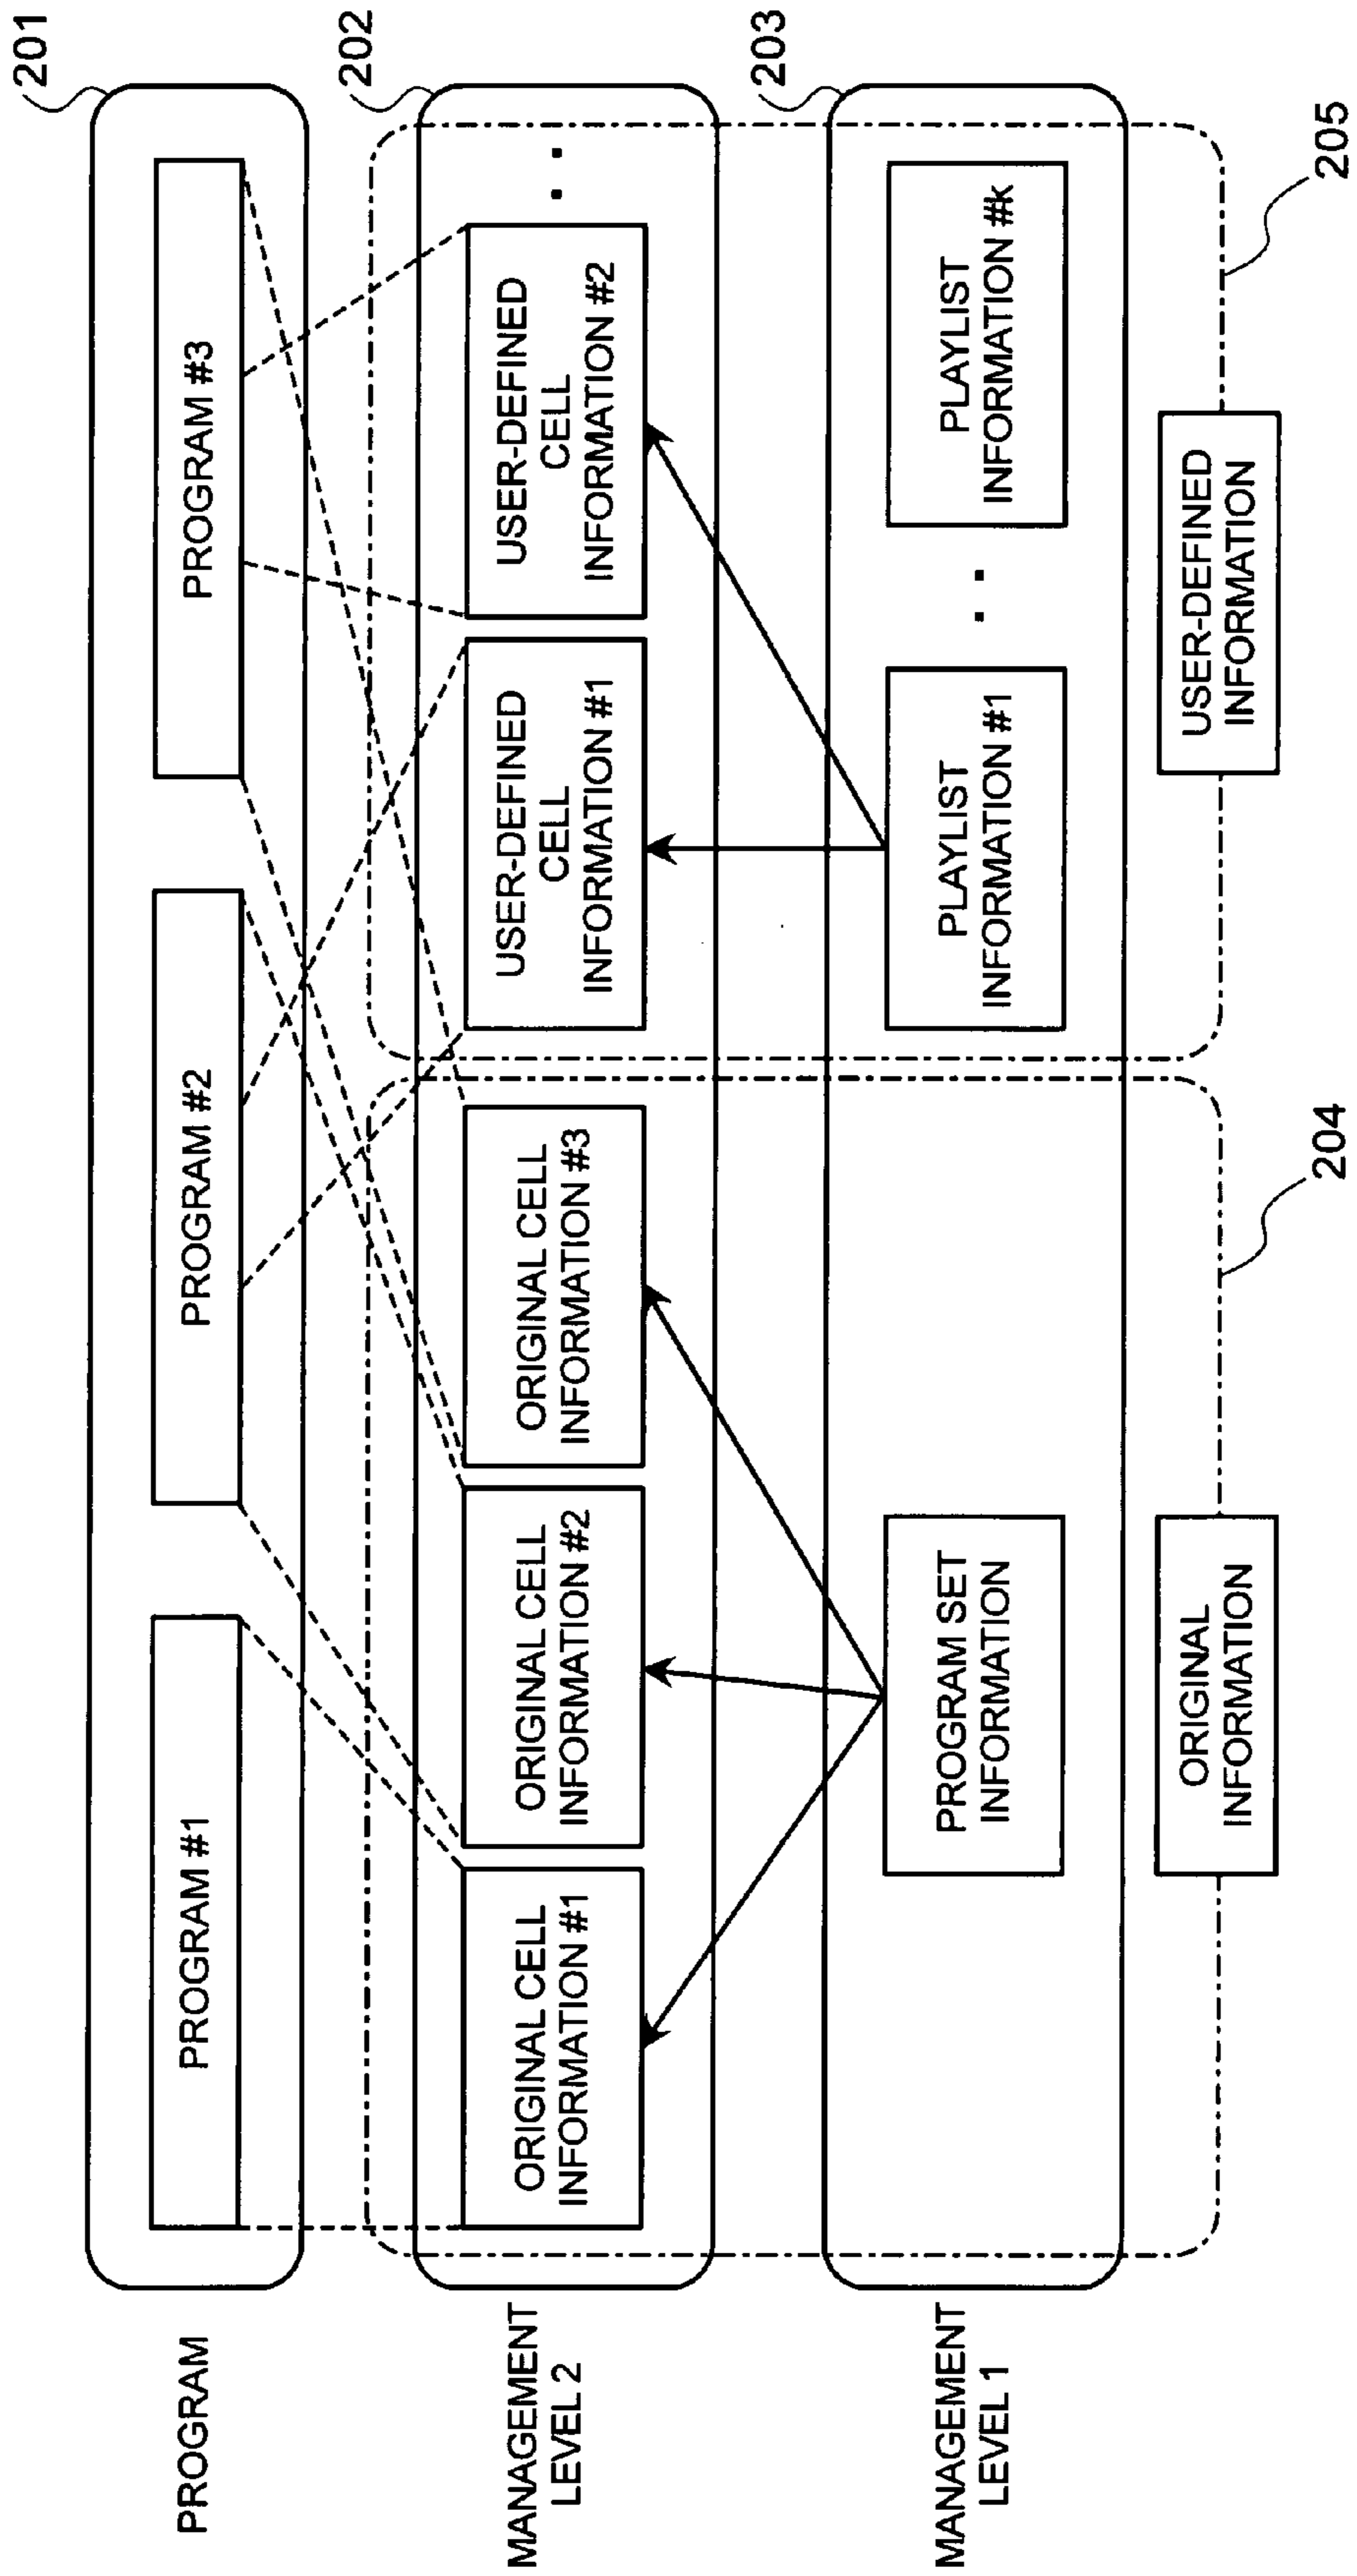 PROGRAM
PROGRAM #1
PROGRAM #2
PROGRAM #3
201
MANAGEMENT
LEVEL 2
ORIGINAL CELL
INFORMATION #1
ORIGINAL CELL
INFORMATION #2
ORIGINAL CELL
INFORMATION #3
USER-DEFINED
CELL
INFORMATION #1
USER-DEFINED
CELL
INFORMATION #2
202
MANAGEMENT
LEVEL 1
PROGRAM SET
INFORMATION
PLAYLIST
INFORMATION #1
PLAYLIST
INFORMATION #k
203
ORIGINAL
INFORMATION
204
USER-DEFINED
INFORMATION
205